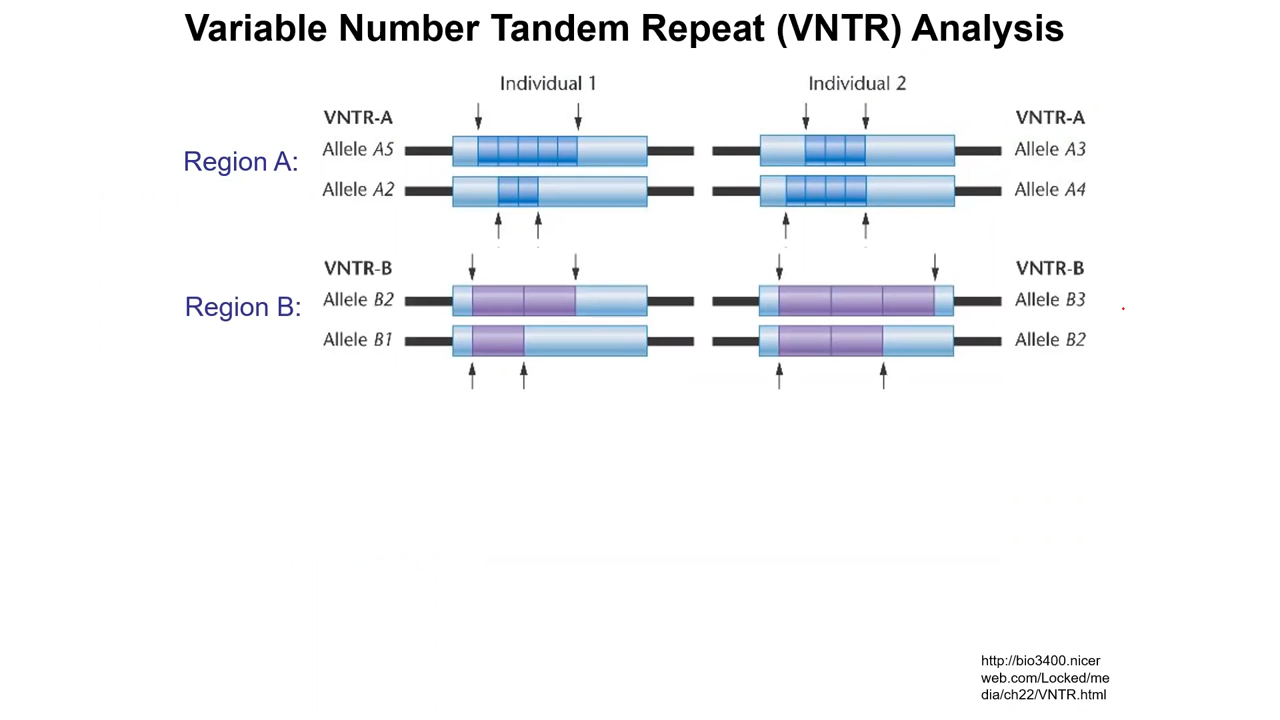 Variable Number Tandem Repeat (VNTR) Analysis
Individual 1
Individual 2
VNTR-A
VNTR-A
Region A:
Allele A5
Allele A3
Allele A2
Allele A4
VNTR-B
VNTR-B
Region B:
Allele B2
Allele B3
Allele B1
Allele B2
http://bio3400.nicer
web.com/Locked/me
dia/ch22/VNTR.html